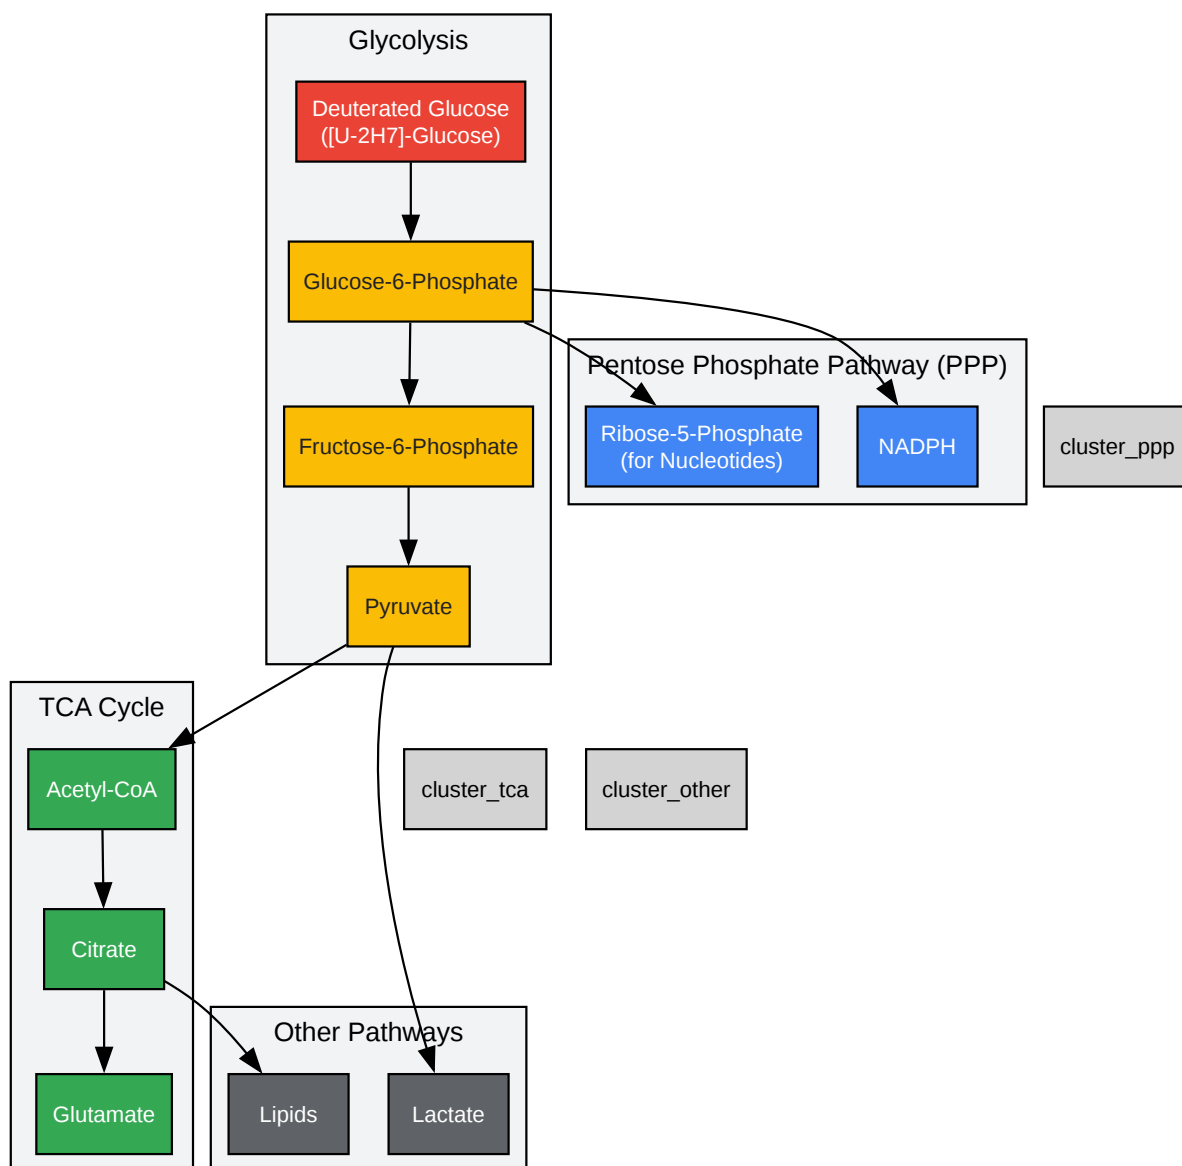 Glycolysis
Deuterated Glucose
([U-2H7]-Glucose)
Glucose-6-Phosphate
Pentose Phosphate Pathway (PPP)
Fructose-6-Phosphate
Ribose-5-Phosphate
(for Nucleotides)
NADPH
cluster_ppp
Pyruvate
TCA Cycle
Acetyl-CoA
cluster_tca
cluster_other
Citrate
Other Pathways
Glutamate
Lipids
Lactate